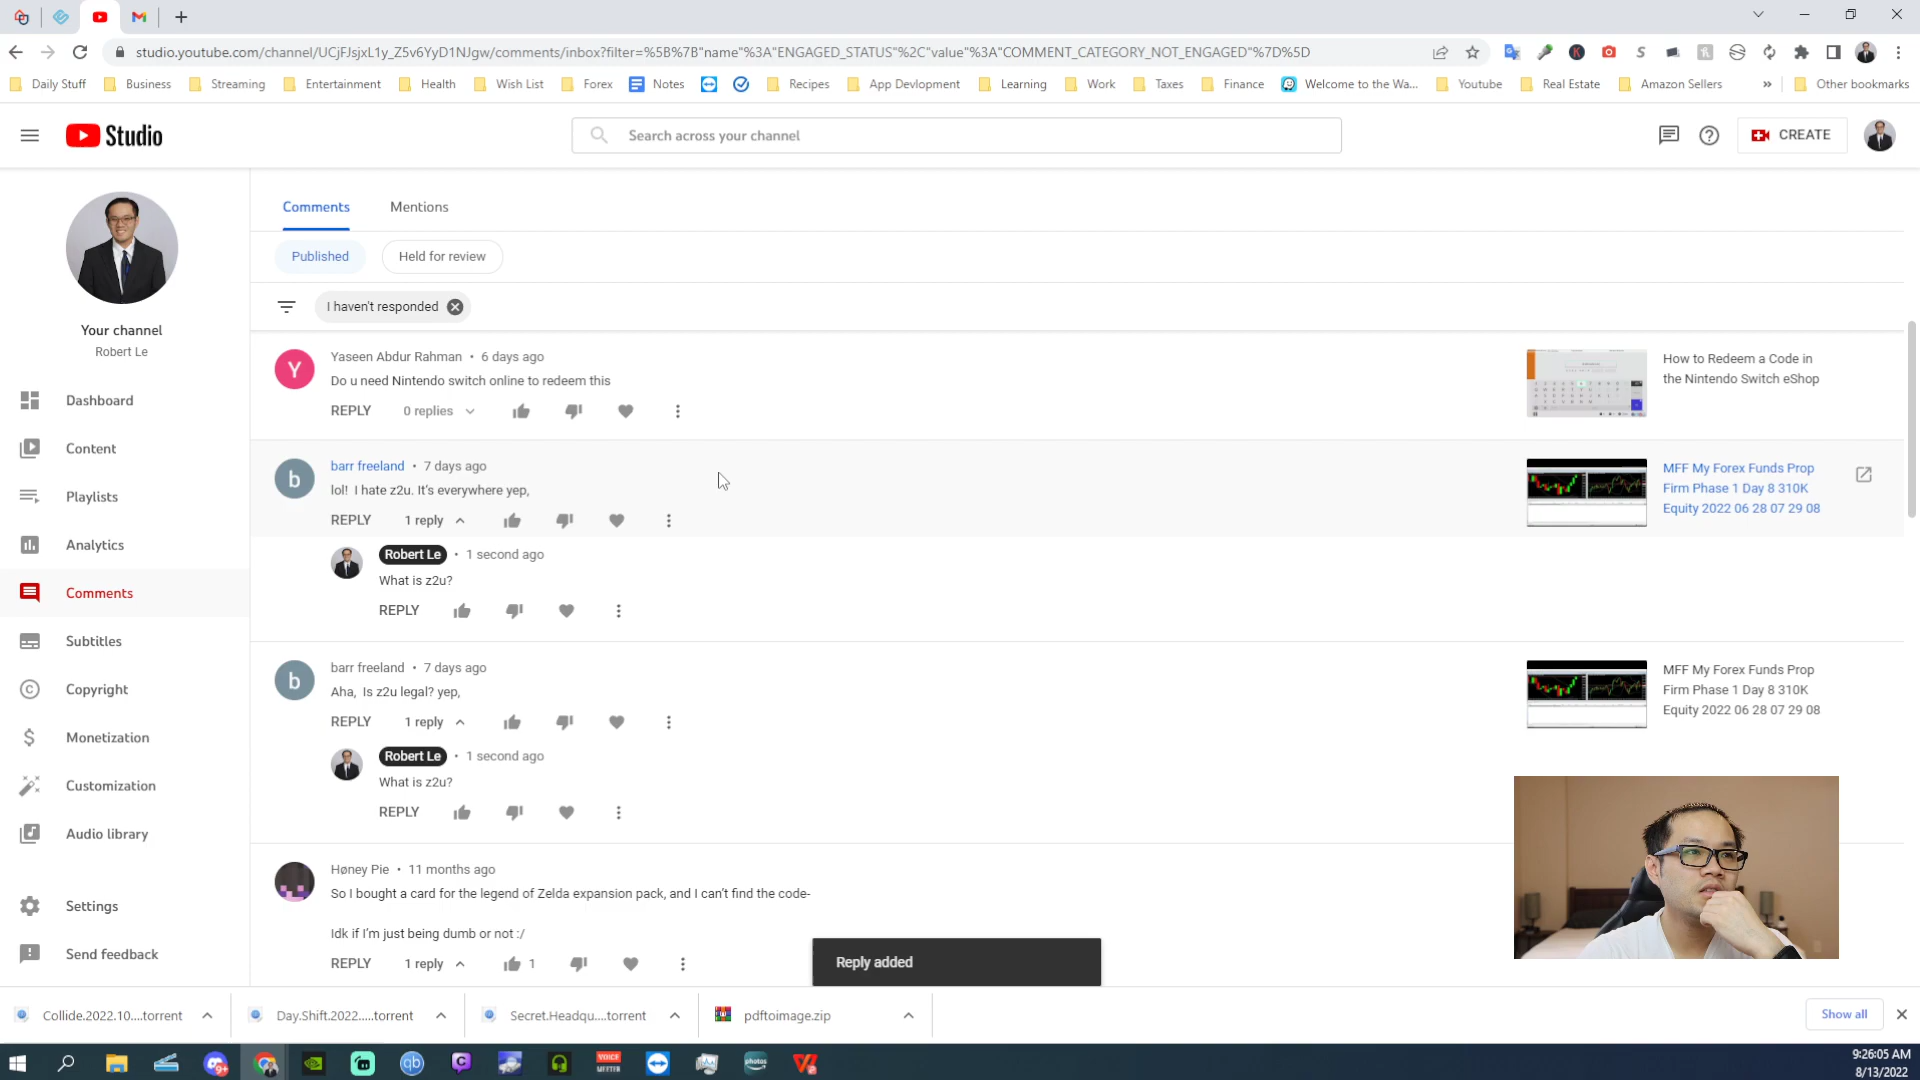 studio.youtube.com/channel/UCjFJsjxL1y_Z5v6YyD1NJgw/comments/inbox?filter=%5B%7B"name"%3A"ENGAGED_STATUS"%2C"value"%3A"COMMENT_CATEGORY_NOT_ENGAGED"%7D%5D
Daily Stuff Business Streaming Entertainment Health Wish List Forex Notes Recipes App Devlopment Learning Work Taxes Finance Welcome to the Wa... Youtube Real Estate Amazon Sellers » Other bookmarks
Studio
Search across your channel
CREATE
Your channel
Robert Le
Dashboard
Content
Playlists
Analytics
Comments
Subtitles
Copyright
Monetization
Customization
Audio library
Settings
Send feedback
Comments Mentions
Published Held for review
I haven't responded
Y
Yaseen Abdur Rahman • 6 days ago
Do u need Nintendo switch online to redeem this
REPLY 0 replies
How to Redeem a Code in
the Nintendo Switch eShop
b
barr freeland • 7 days ago
lol! I hate z2u. It's everywhere yep,
REPLY 1 reply
MFF My Forex Funds Prop
Firm Phase 1 Day 8 310K
Equity 2022 06 28 07 29 08
Robert Le • 1 second ago
What is z2u?
REPLY
b
barr freeland • 7 days ago
Aha, Is z2u legal? yep,
REPLY 1 reply
MFF My Forex Funds Prop
Firm Phase 1 Day 8 310K
Equity 2022 06 28 07 29 08
Robert Le • 1 second ago
What is z2u?
REPLY
Høney Pie • 11 months ago
So I bought a card for the legend of Zelda expansion pack, and I can't find the code-
Idk if I'm just being dumb or not :/
REPLY 1 reply 1
Reply added
Collide.2022.10....torrent Day.Shift.2022.....torrent Secret.Headqu....torrent pdftoimage.zip Show all
9+ qb VOICE MEETER photos
9:26:05 AM
8/13/2022